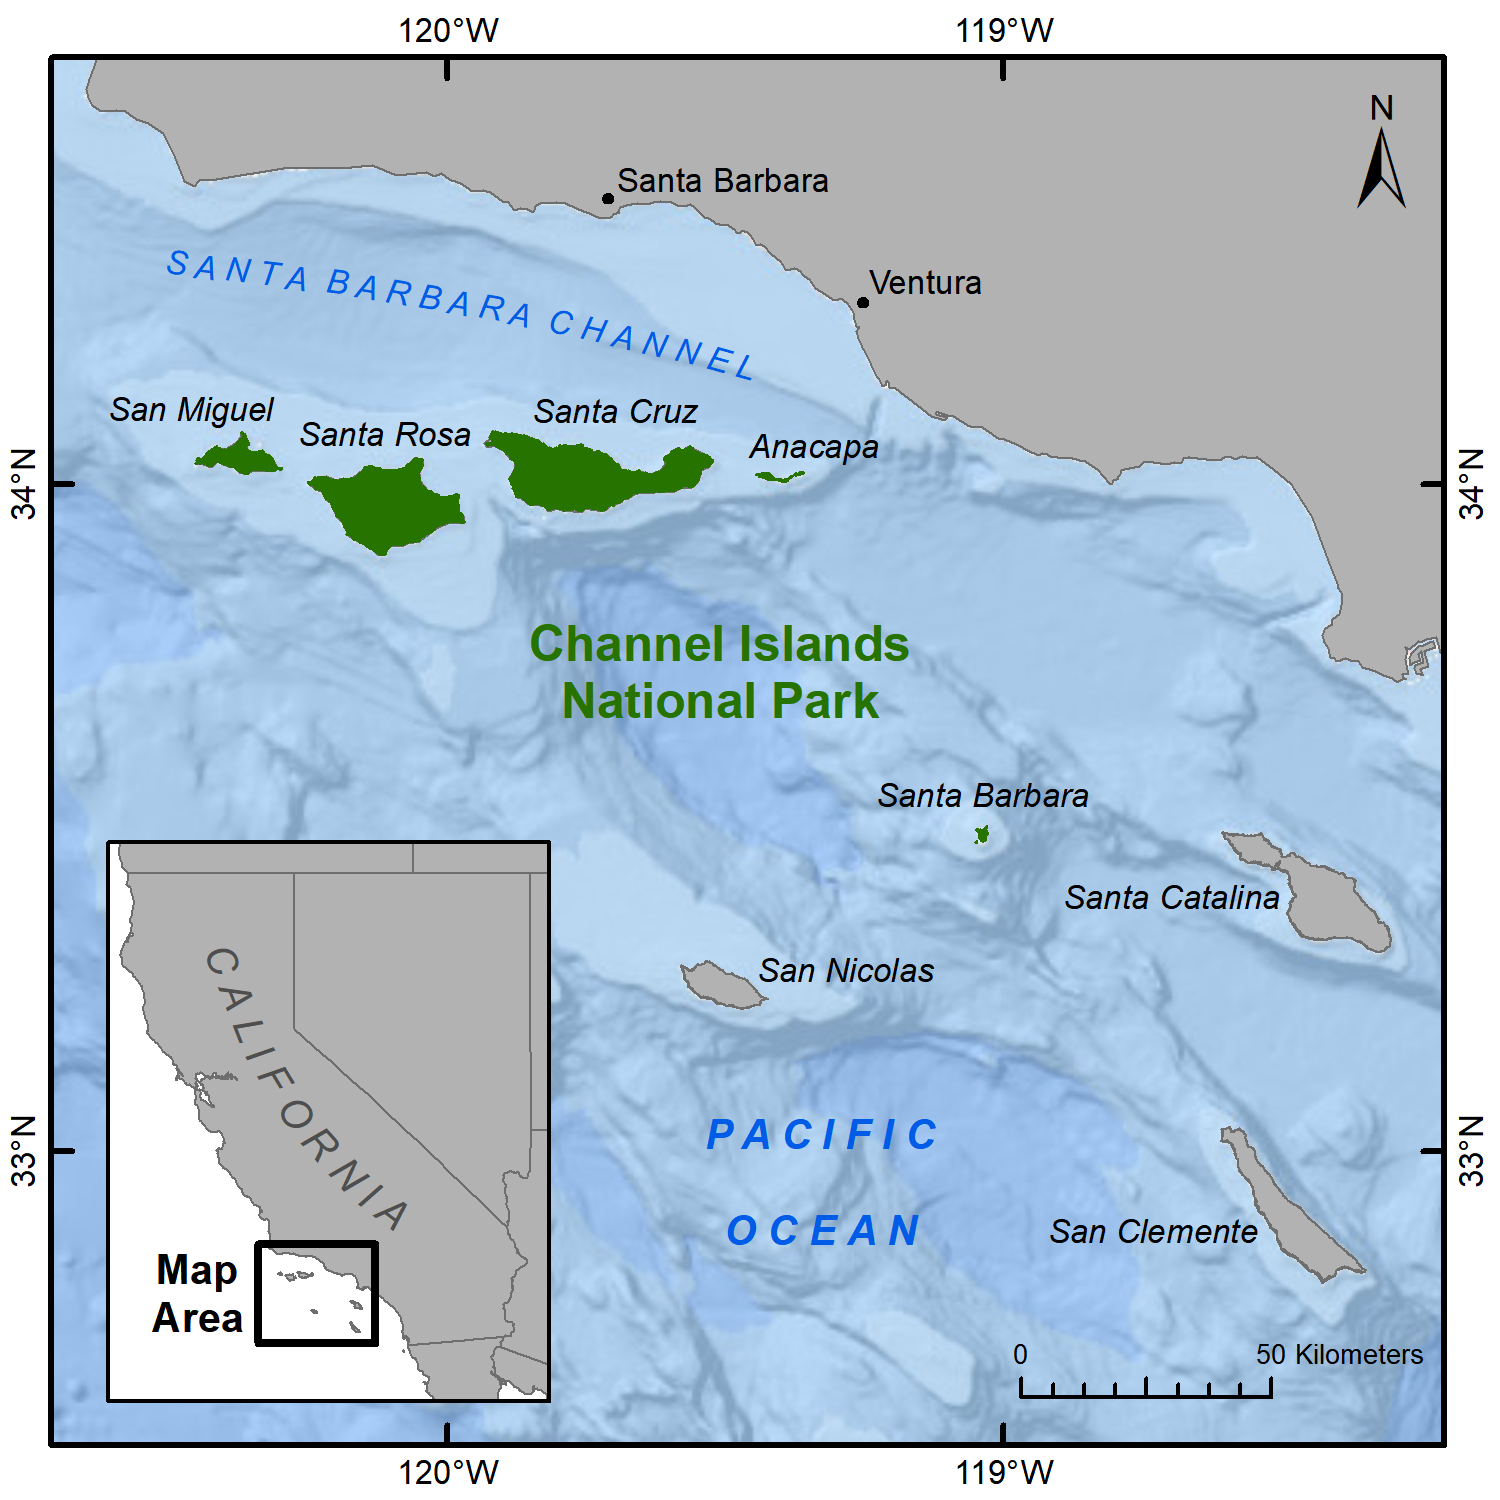 120°W
119°W
N
Santa Barbara
Ventura
SANTA BARBARA CHANNEL
San Miguel
Santa Rosa
Santa Cruz
Anacapa
34°N
34°N
Channel Islands
National Park
Santa Barbara
Santa Catalina
San Nicolas
CALIFORNIA
PACIFIC
OCEAN
33°N
33°N
San Clemente
Map
Area
0
50 Kilometers
120°W
119°W